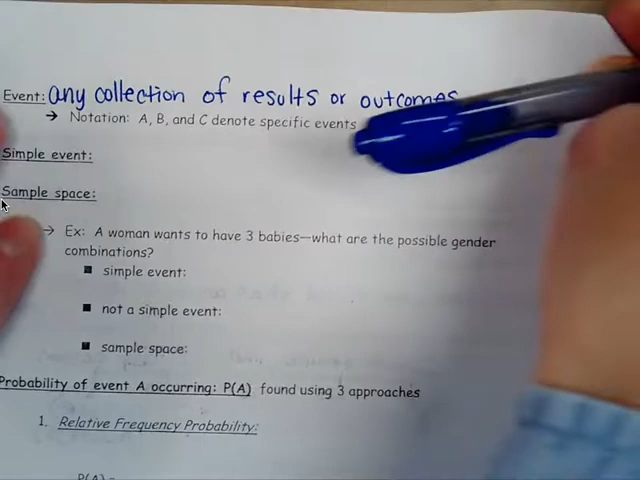 Event: any collection of results or outcomes
→ Notation: A, B, and C denote specific events
Simple event:
Sample space:
→ Ex: A woman wants to have 3 babies—what are the possible gender
combinations?
■ simple event:
■ not a simple event:
■ sample space:
Probability of event A occurring: P(A) found using 3 approaches
1. Relative Frequency Probability:
P(A) =